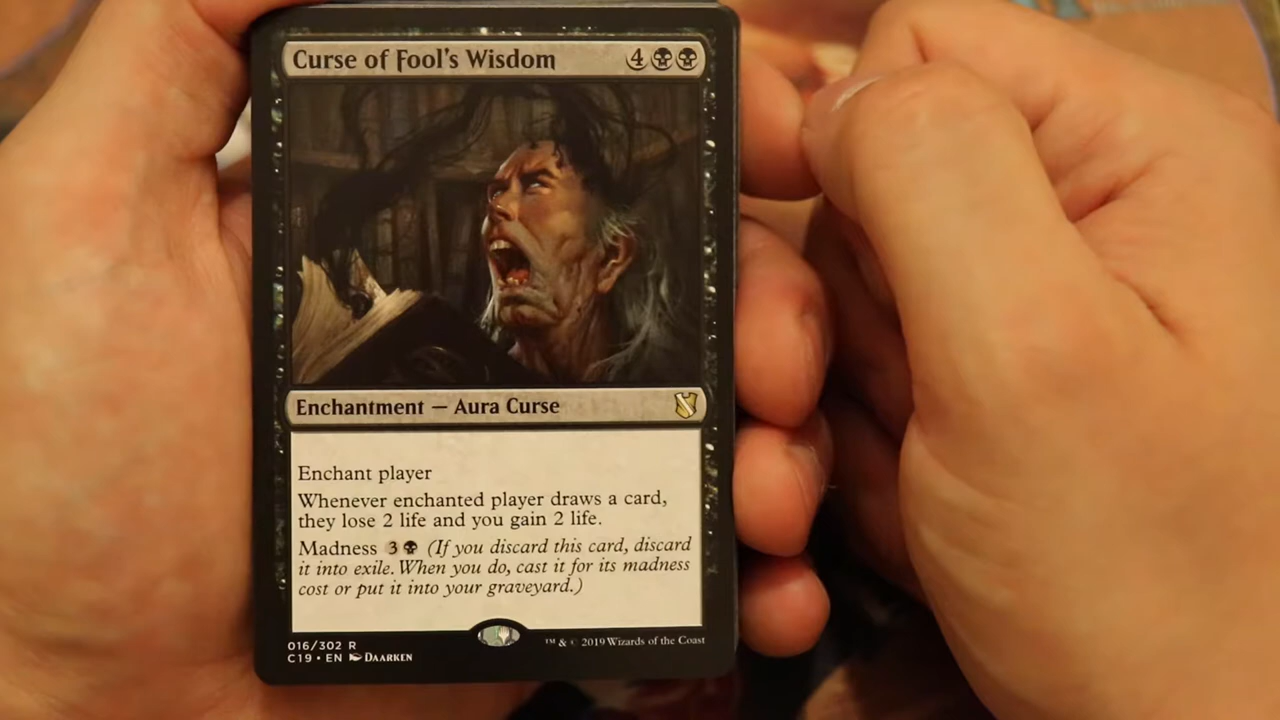 Curse of Fool's Wisdom 4
Enchantment — Aura Curse
Enchant player
Whenever enchanted player draws a card,
they lose 2 life and you gain 2 life.
Madness 3 (If you discard this card, discard
it into exile. When you do, cast it for its madness
cost or put it into your graveyard.)
016/302 R
™ & © 2019 Wizards of the Coast
C19 • EN Daarken